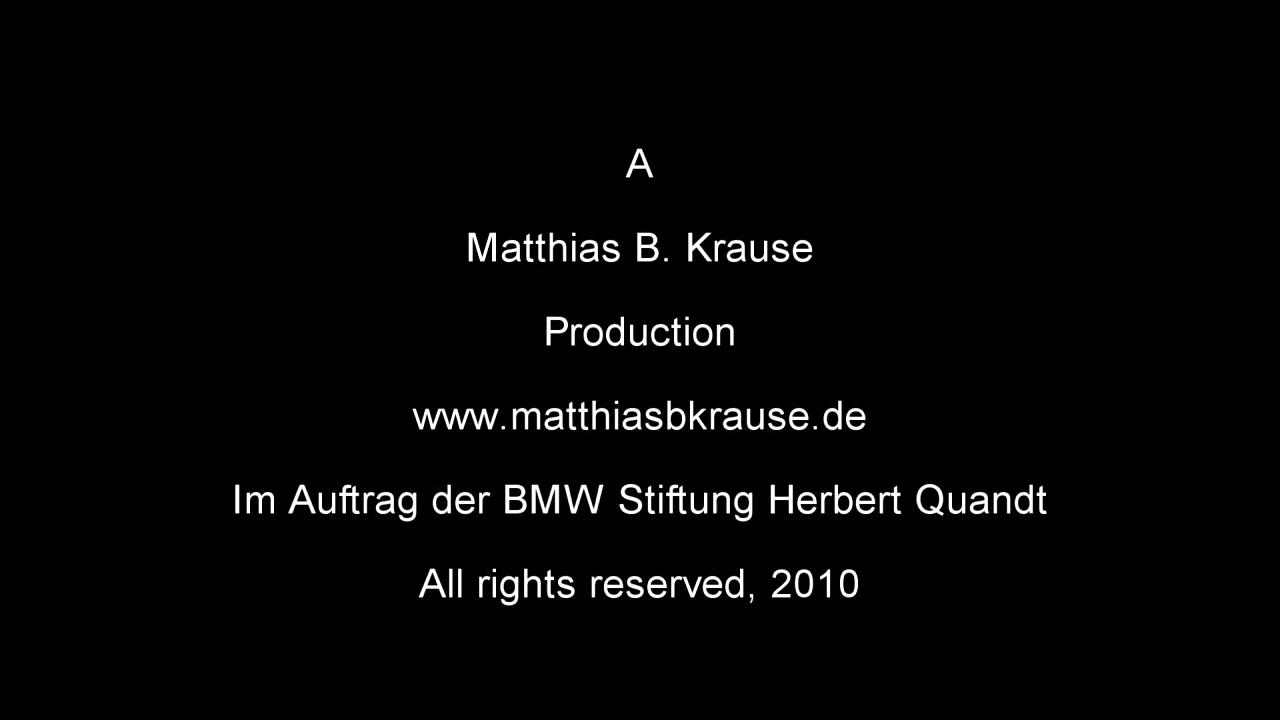 A
Matthias B. Krause
Production
www.matthiasbkrause.de
Im Auftrag der BMW Stiftung Herbert Quandt
All rights reserved, 2010